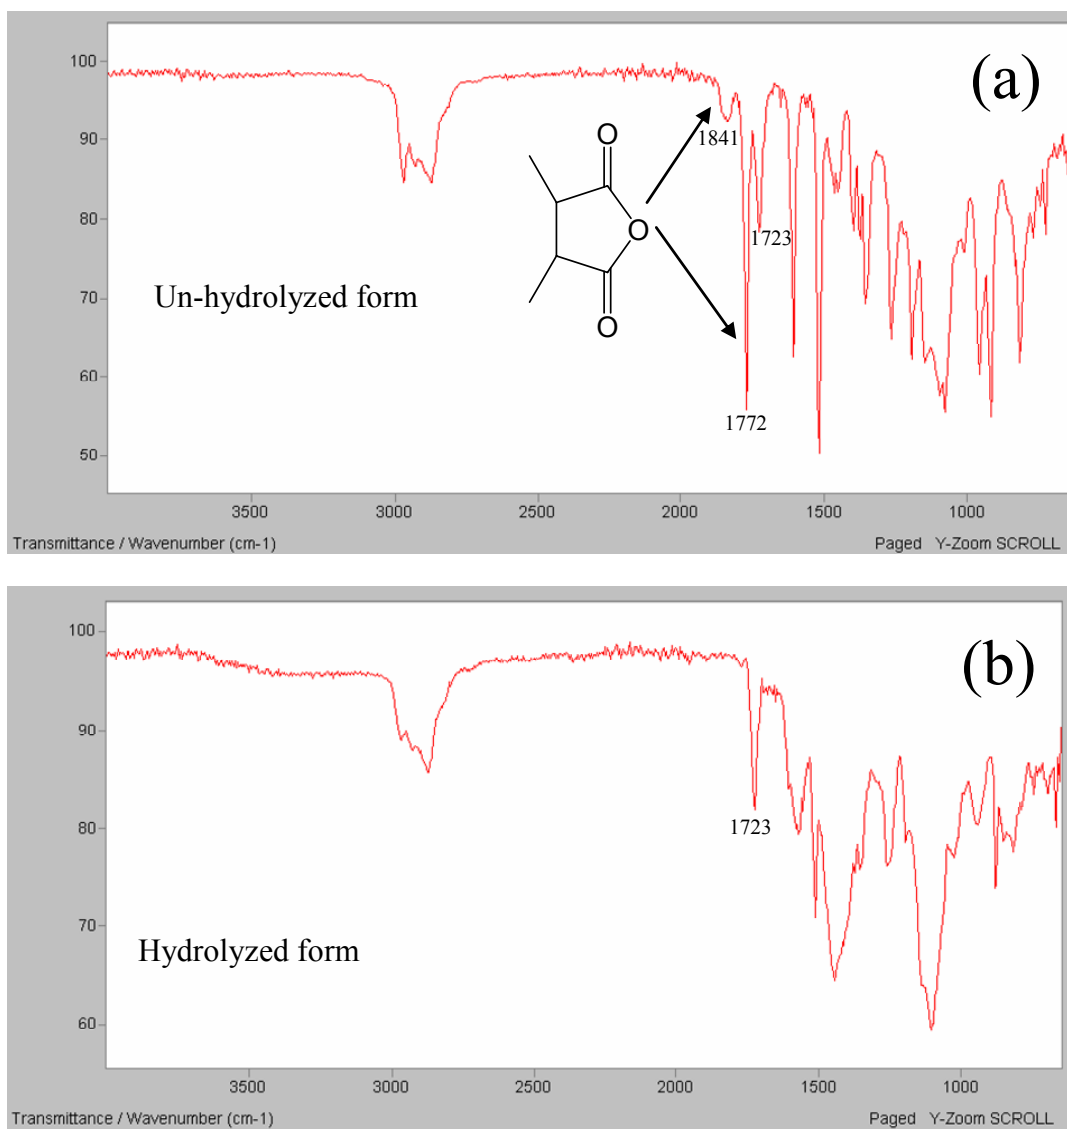 (a)
100
90
80
70
60
50
1841
1723
1772
O
O
O
Un-hydrolyzed form
3500 3000 2500 2000 1500 1000
Transmittance / Wavenumber (cm-1) Paged Y-Zoom SCROLL
(b)
100
90
80
70
60
1723
Hydrolyzed form
3500 3000 2500 2000 1500 1000
Transmittance / Wavenumber (cm-1) Paged Y-Zoom SCROLL